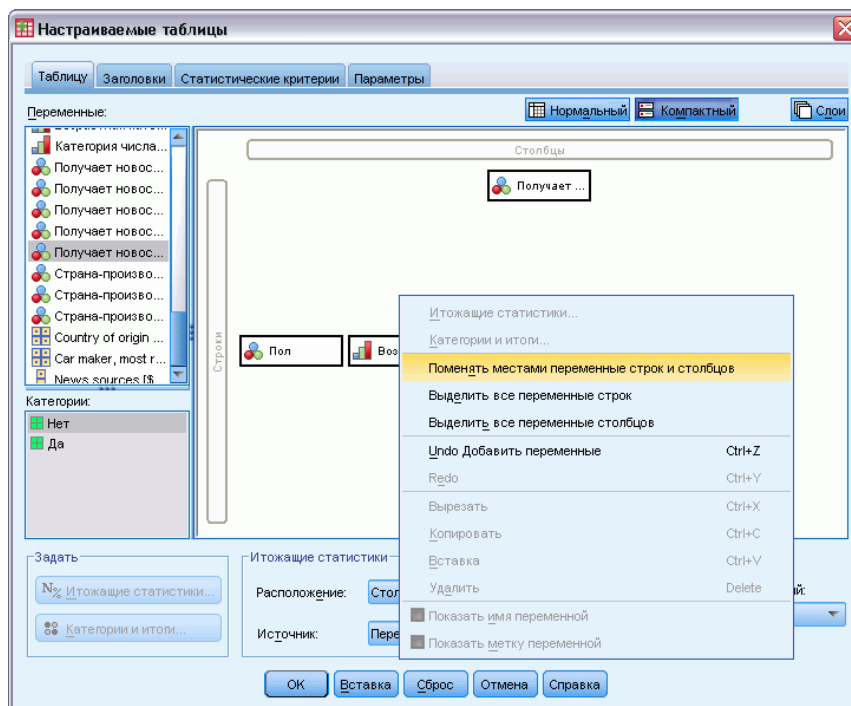 Настраиваемые таблицы
Таблицу Заголовки Статистические критерии Параметры
Переменные:
Нормальный Компактный Слои
Категория числа...
Получает новос...
Получает новос...
Получает новос...
Получает новос...
Получает новос...
Страна-произво...
Страна-произво...
Страна-произво...
Country of origin ...
Car maker, most r...
News sources [$
Столбцы
Получает ...
Строки
Пол
Воз
Категории:
Нет
Да
Итожащие статистики...
Категории и итоги...
Поменять местами переменные строк и столбцов
Выделить все переменные строк
Выделить все переменные столбцов
Undo Добавить переменные Ctrl+Z
Redo Ctrl+Y
Вырезать Ctrl+X
Копировать Ctrl+C
Вставка Ctrl+V
Удалить Delete
Показать имя переменной
Показать метку переменной
Задать
N% Итожащие статистики...
Категории и итоги...
Итожащие статистики
Расположение: Стол
Источник: Пере
ий:
OK Вставка Сброс Отмена Справка